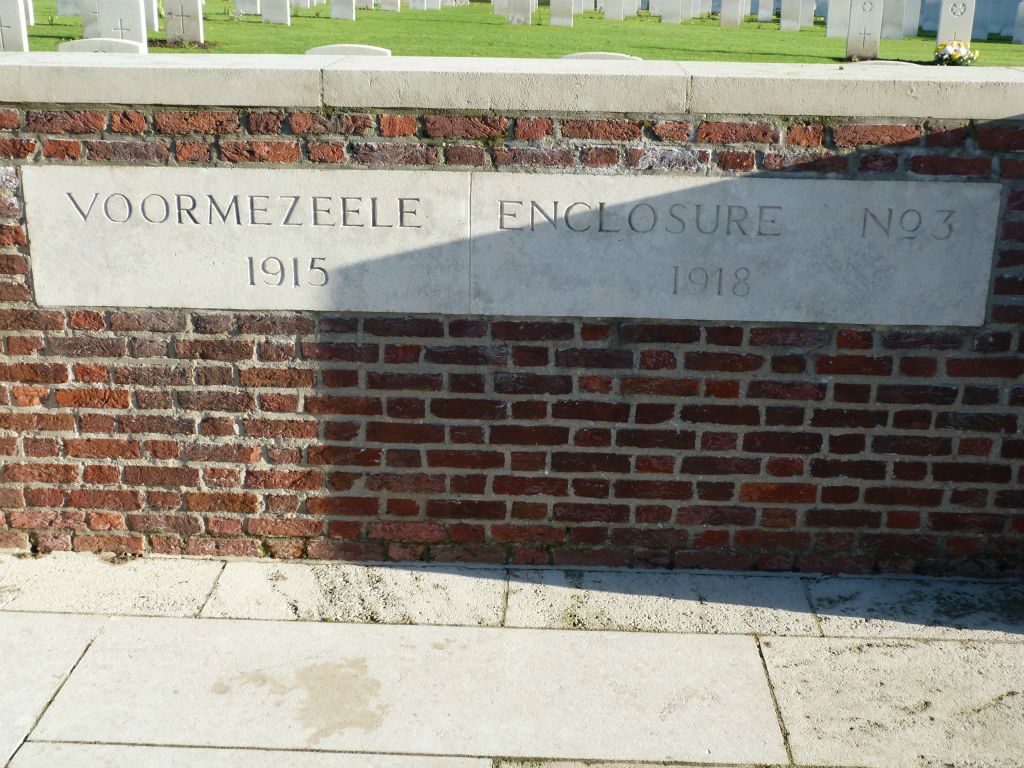 VOORMEZEELE ENCLOSURE No 3
1915 1918